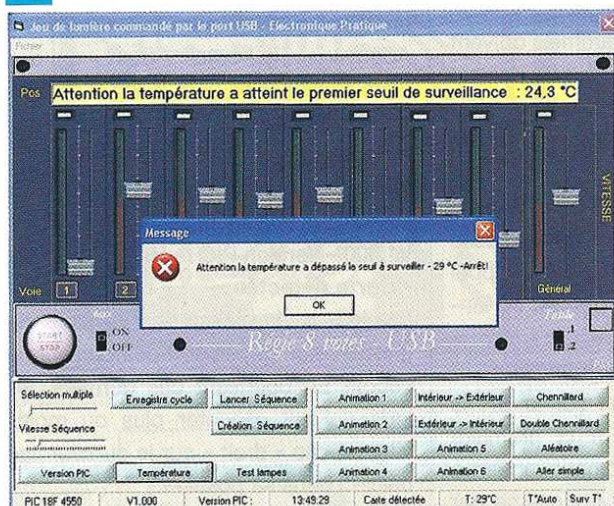 Jeu de lumière commandé par le port USB - Electronique Pratique
Fichier
Pos
Attention la température a atteint le premier seuil de surveillance : 24,3 °C
VITESSE
Message
Attention la température a dépassé le seuil à surveiller - 29 °C -Arrêt!
OK
Voie 1 2 Général
START STOP
ON
OFF
Régie 8 voies - USB
.1
.2
Sélection multiple
Enregistre cycle Lancer Séquence Animation 1 Intérieur -> Extérieur Chennillard
Vitesse Séquence
Création Séquence Animation 2 Extérieur -> Intérieur Double Chennillard
Animation 3 Animation 5 Aléatoire
Version PIC Température Test lampes Animation 4 Animation 6 Aller simple
PIC 18F 4550 V1.000 Version PIC : 13:49:29 Carte détectée T: 29°C T°Auto Surv T°